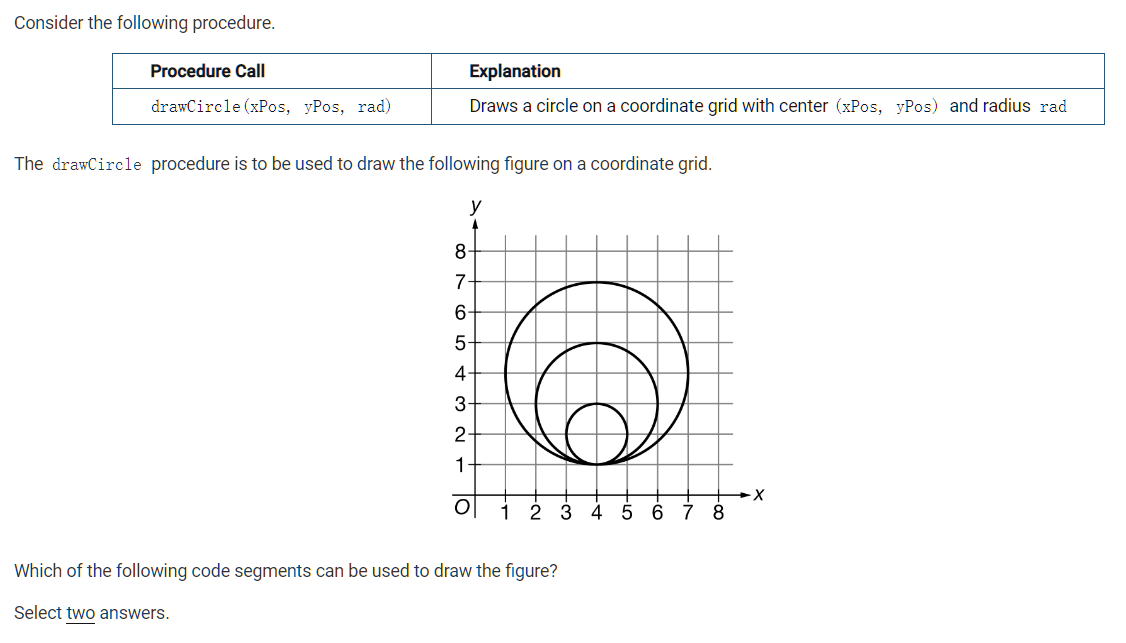 Consider the following procedure.
Procedure Call Explanation
drawCircle(xPos, yPos, rad) Draws a circle on a coordinate grid with center (xPos, yPos) and radius rad
The drawCircle procedure is to be used to draw the following figure on a coordinate grid.
y
8
7
6
5
4
3
2
1
x
O 1 2 3 4 5 6 7 8
Which of the following code segments can be used to draw the figure?
Select two answers.